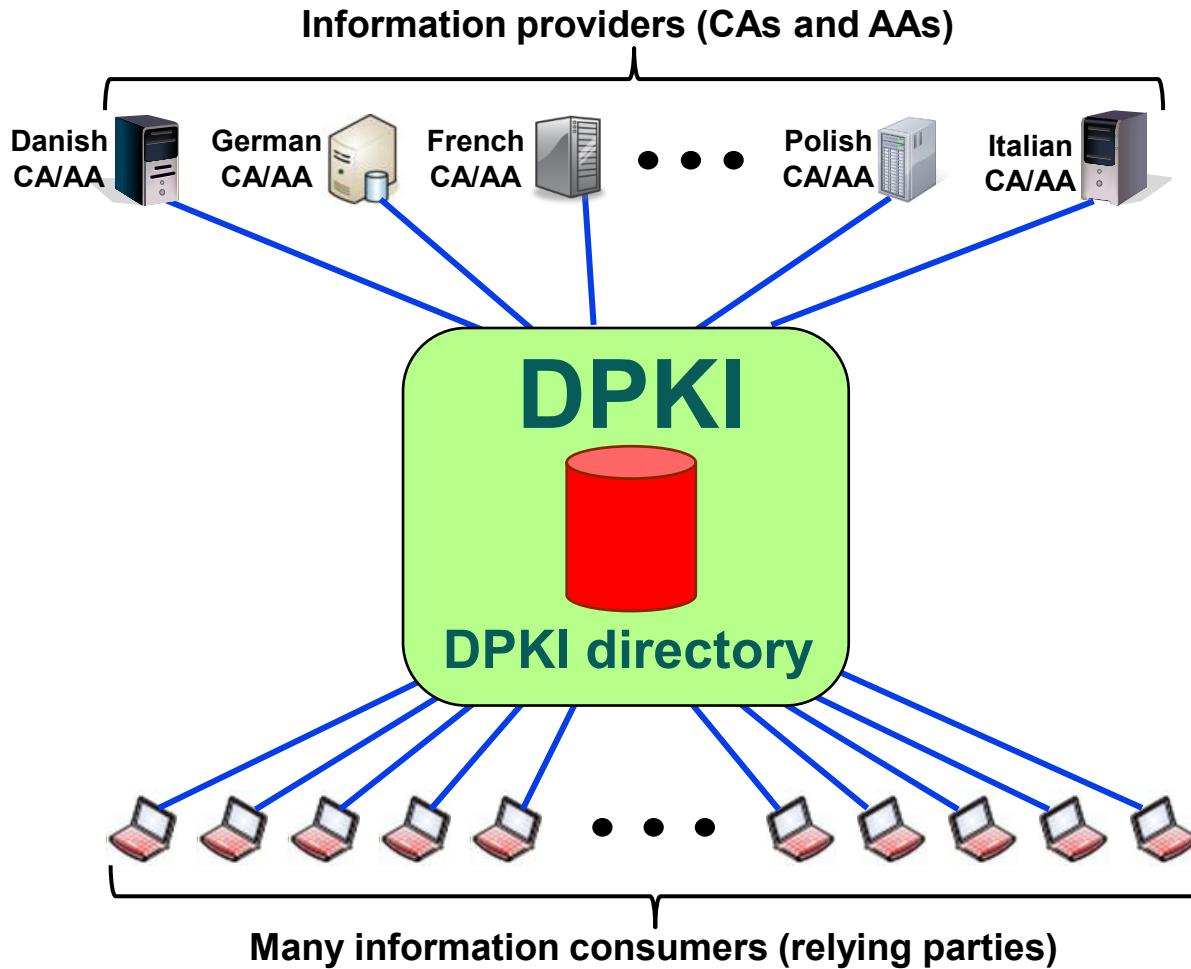 Information providers (CAs and AAs)
Danish
CA/AA
German
CA/AA
French
CA/AA
Polish
CA/AA
Italian
CA/AA
DPKI
DPKI directory
Many information consumers (relying parties)